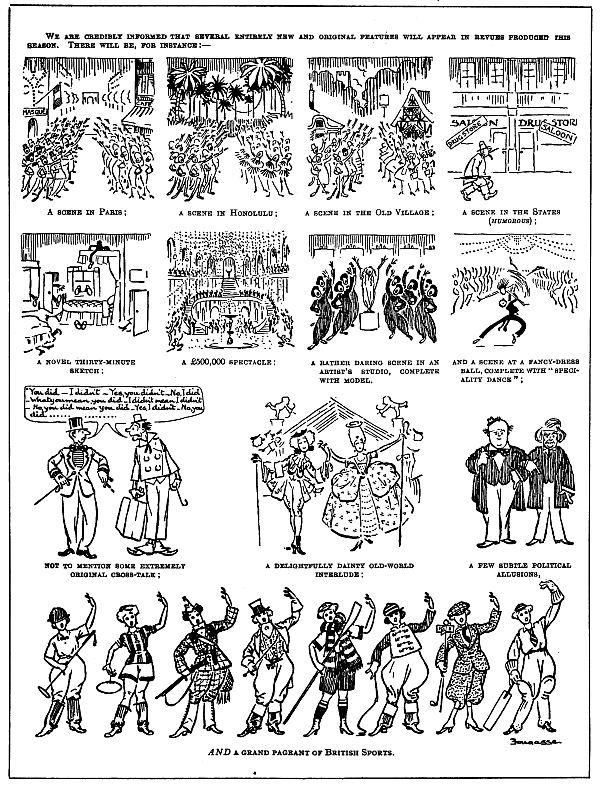 WE ARE CREDIBLY INFORMED THAT SEVERAL ENTIRELY NEW AND ORIGINAL FEATURES WILL APPEAR IN REVUES PRODUCED THIS
SEASON. THERE WILL BE, FOR INSTANCE:—
MASQUE
SALOON DRUG-STORE
DRUGSTORE SALOON
A SCENE IN PARIS;
A SCENE IN HONOLULU;
A SCENE IN THE OLD VILLAGE;
A SCENE IN THE STATES
(HUMOROUS);
A NOVEL THIRTY-MINUTE
SKETCH;
A £500,000 SPECTACLE;
A RATHER DARING SCENE IN AN
ARTIST'S STUDIO, COMPLETE
WITH MODEL.
AND A SCENE AT A FANCY-DRESS
BALL, COMPLETE WITH "SPECI-
ALITY DANCE";
You did — I didn't — Yes you didn't — No I did
— What you mean you did — I didn't mean I didn't
— No you did mean you did — Yes I didn't — No you
did
NOT TO MENTION SOME EXTREMELY
ORIGINAL CROSS-TALK;
A DELIGHTFULLY DAINTY OLD-WORLD
INTERLUDE;
A FEW SUBTLE POLITICAL
ALLUSIONS,
Fougasse
AND A GRAND PAGEANT OF BRITISH SPORTS.